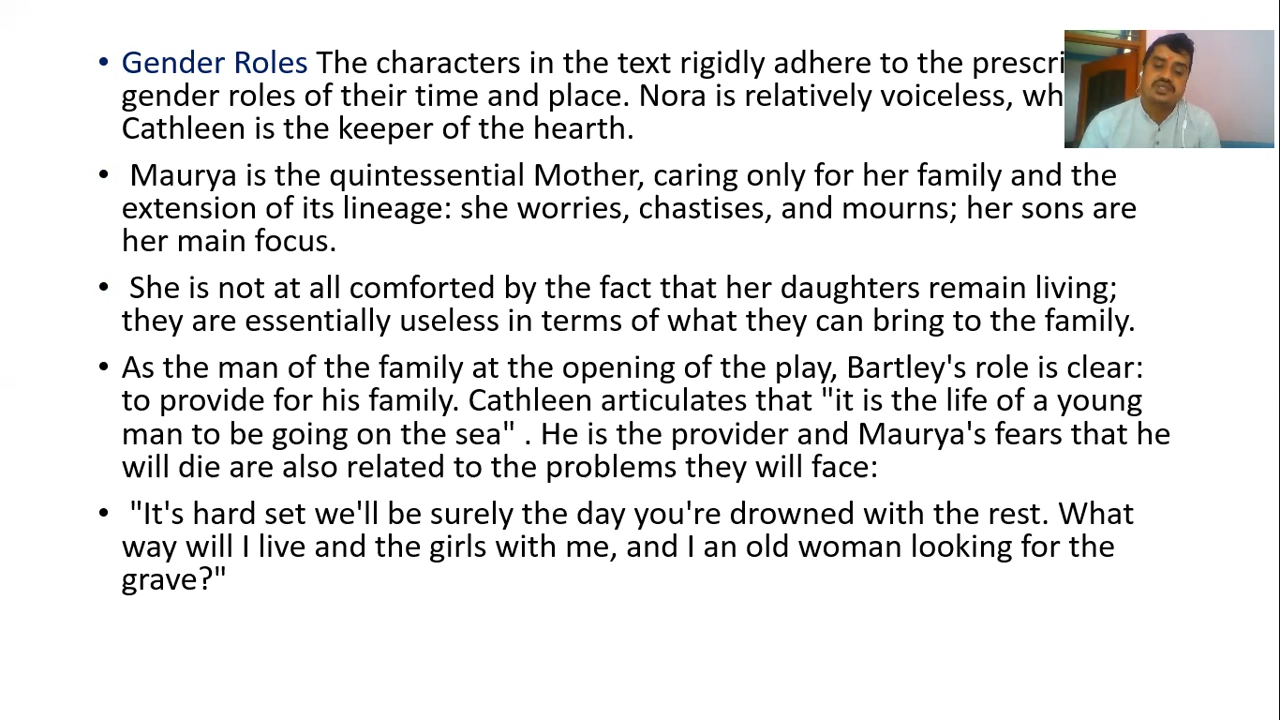 • Gender Roles The characters in the text rigidly adhere to the
gender roles of their time and place. Nora is relatively voiceless,
Cathleen is the keeper of the hearth.
• Maurya is the quintessential Mother, caring only for her family and the
extension of its lineage: she worries, chastises, and mourns; her sons are
her main focus.
• She is not at all comforted by the fact that her daughters remain living;
they are essentially useless in terms of what they can bring to the family.
• As the man of the family at the opening of the play, Bartley's role is clear:
to provide for his family. Cathleen articulates that "it is the life of a young
man to be going on the sea" . He is the provider and Maurya's fears that he
will die are also related to the problems they will face:
• "It's hard set we'll be surely the day you're drowned with the rest. What
way will I live and the girls with me, and I an old woman looking for the
grave?"